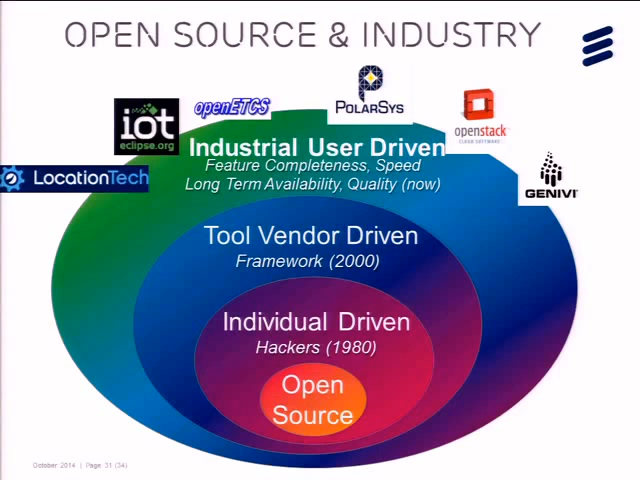 OPEN SOURCE & INDUSTRY
PolarSys
openETCS
iot
eclipse.org
openstack
CLOUD SOFTWARE
LocationTech
GENIVI
Industrial User Driven
Feature Completeness, Speed
Long Term Availability, Quality (now)
Tool Vendor Driven
Framework (2000)
Individual Driven
Hackers (1980)
Open
Source
October 2014 | Page 31 (34)